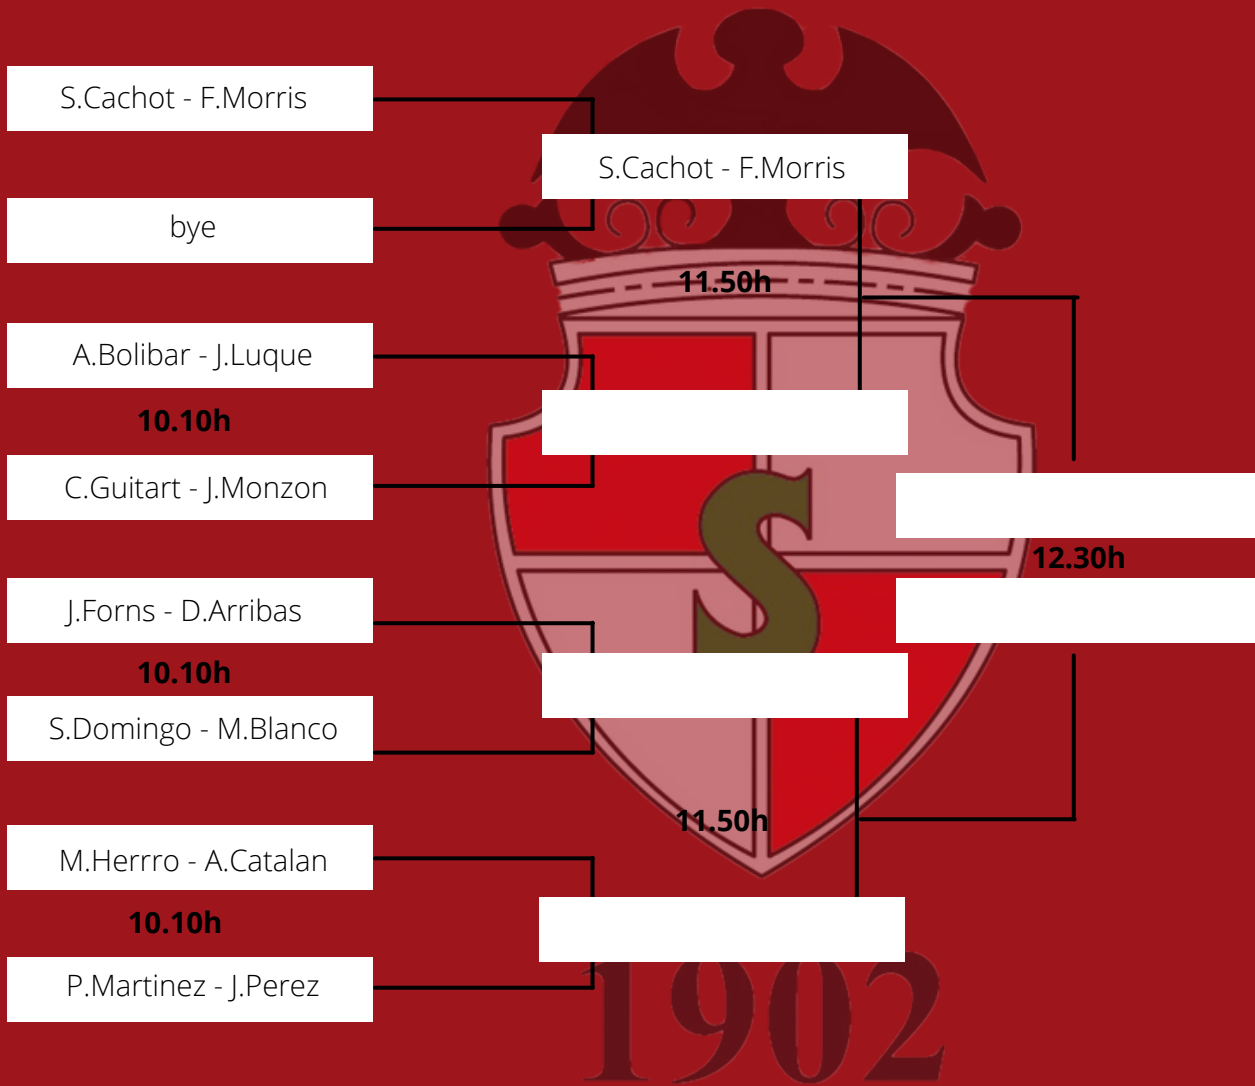 S.Cachot - F.Morris
S.Cachot - F.Morris
bye
11.50h
A.Bolibar - J.Luque
10.10h
C.Guitart - J.Monzon
S
12.30h
J.Forns - D.Arribas
10.10h
S.Domingo - M.Blanco
11.50h
M.Herrro - A.Catalan
10.10h
P.Martinez - J.Perez
1902